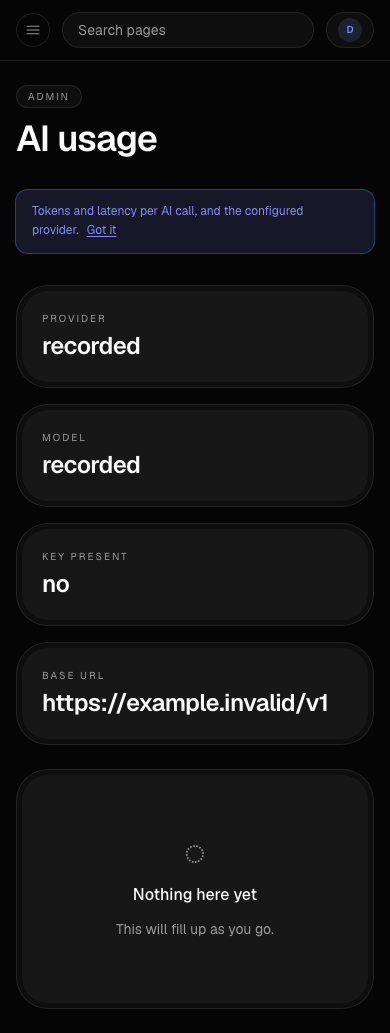 Search pages
D
ADMIN
AI usage
Tokens and latency per AI call, and the configured
provider. Got it
PROVIDER
recorded
MODEL
recorded
KEY PRESENT
no
BASE URL
https://example.invalid/v1
Nothing here yet
This will fill up as you go.